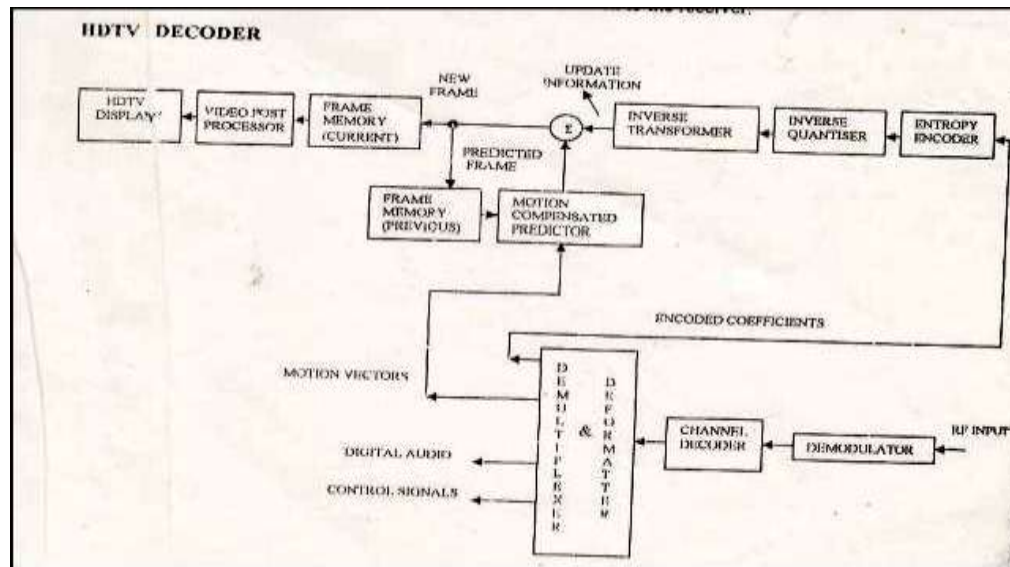 the receiver.
HDTV DECODER
UPDATE
INFORMATION
NEW
FRAME
HDTV
DISPLAY
VIDEO POST
PROCESSOR
FRAME
MEMORY
(CURRENT)
Σ
INVERSE
TRANSFORMER
INVERSE
QUANTISER
ENTROPY
ENCODER
PREDICTED
FRAME
FRAME
MEMORY
(PREVIOUS)
MOTION
COMPENSATED
PREDICTOR
ENCODED COEFFICIENTS
MOTION VECTORS
DEMULTIPLEXER
&
DEFORMATTER
CHANNEL
DECODER
DEMODULATOR
RF INPUT
DIGITAL AUDIO
CONTROL SIGNALS